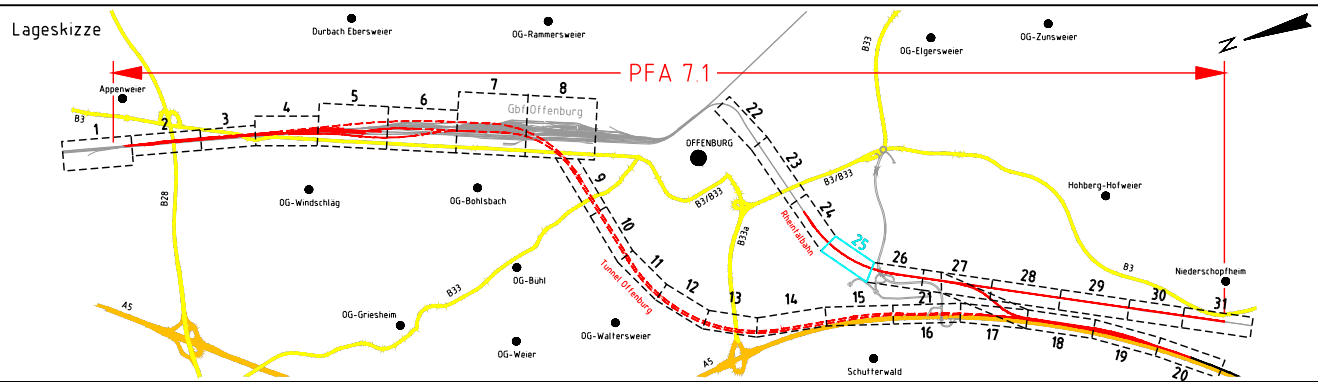 Lageskizze
Durbach Ebersweier
OG-Rammersweier
OG-Elgersweier
OG-Zunsweier
B33
N
PFA 7.1
Appenweier
B3
1
2
3
4
5
6
7
8
Gbf Offenburg
22
OFFENBURG
23
B3/B33
B3/B33
24
Rheintalbahn
25
Hohberg-Hofweier
B28
OG-Windschläg
OG-Bohlsbach
9
10
11
12
13
14
15
21
16
26
27
17
28
18
29
19
30
20
31
B33a
Tunnel Offenburg
B3
Niederschopfheim
OG-Bühl
B33
A5
OG-Griesheim
OG-Weier
OG-Waltersweier
A5
Schutterwald